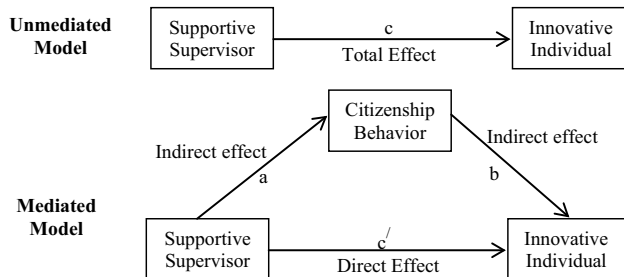 Unmediated
Model
Supportive
Supervisor
c
Total Effect
Innovative
Individual
Citizenship
Behavior
Indirect effect
a
Indirect effect
b
Mediated
Model
Supportive
Supervisor
c/
Direct Effect
Innovative
Individual